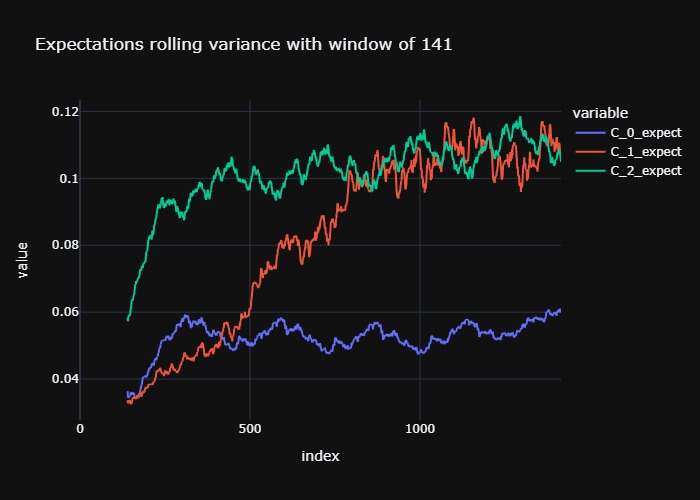 Expectations rolling variance with window of 141
variable
C_0_expect
C_1_expect
C_2_expect
value
0.12
0.1
0.08
0.06
0.04
0
500
1000
index